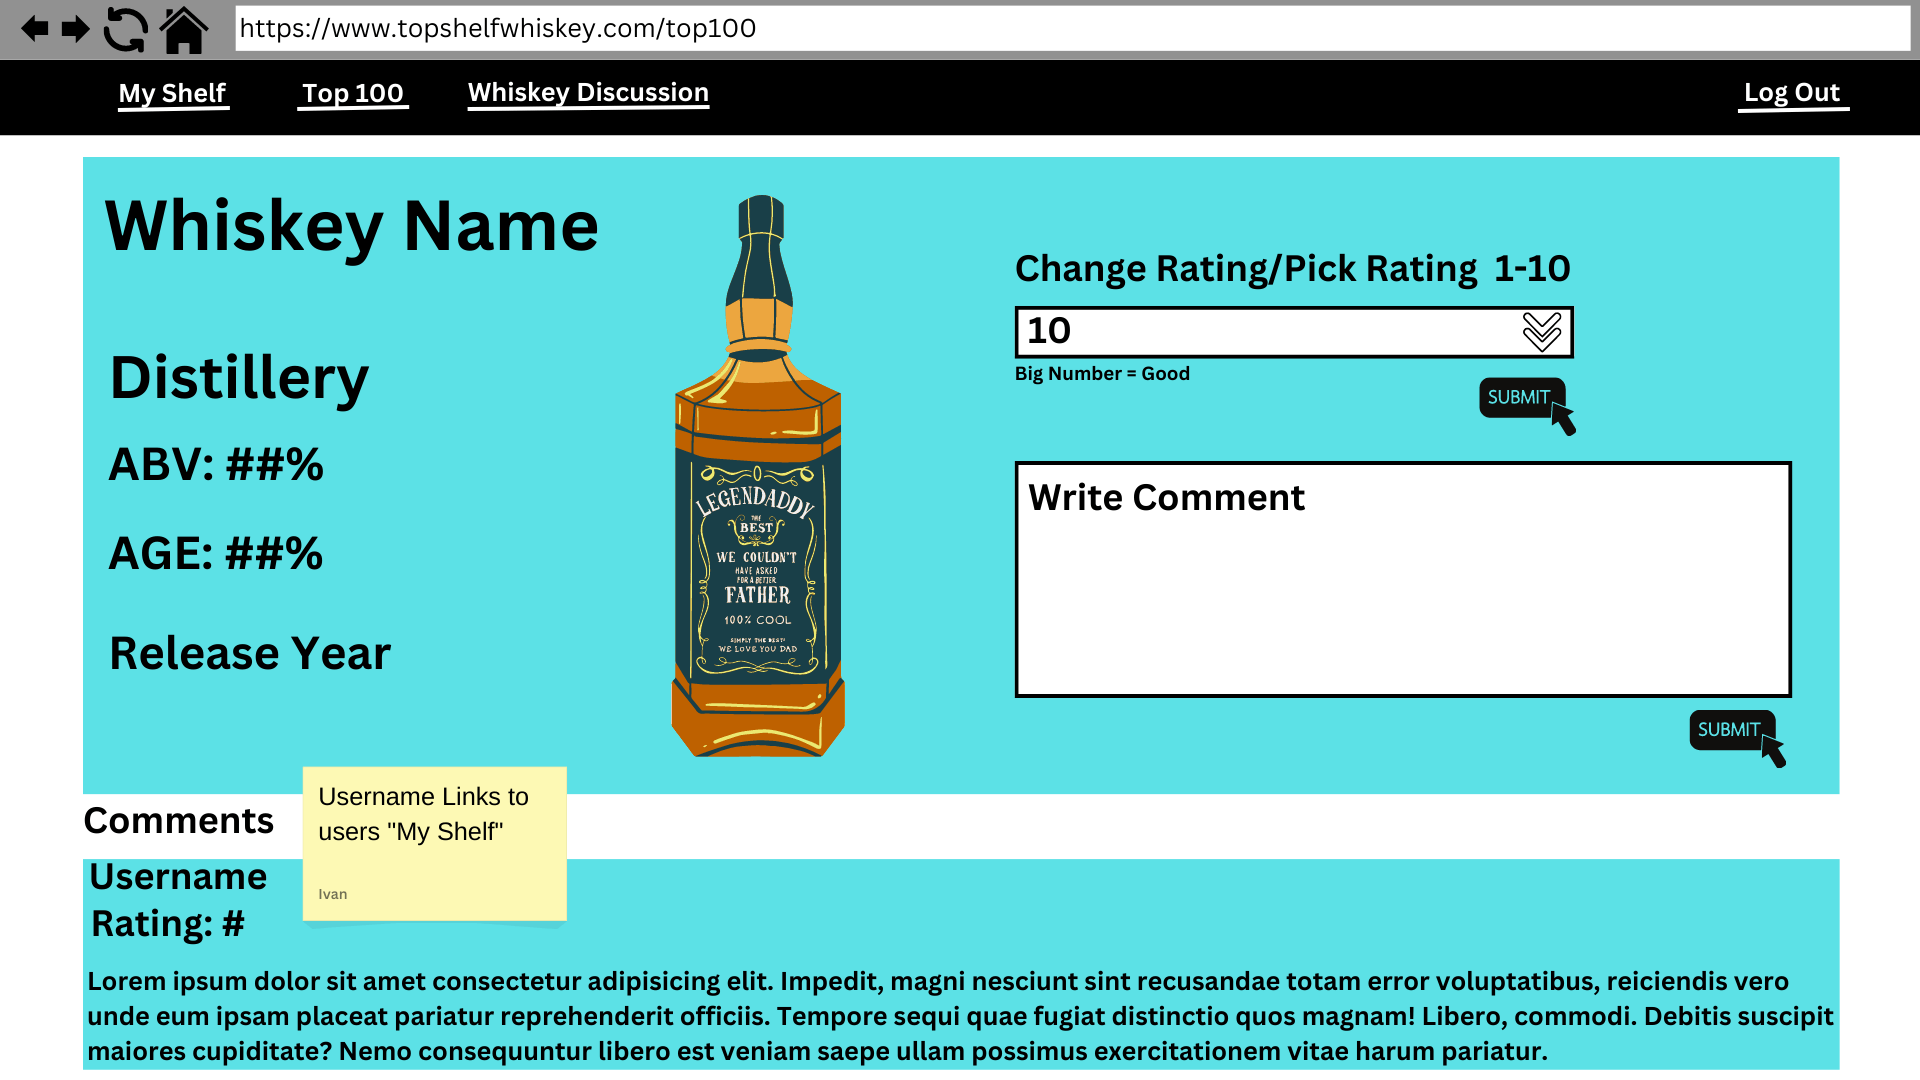 https://www.topshelfwhiskey.com/top100
My Shelf
Top 100
Whiskey Discussion
Log Out
Whiskey Name
Distillery
ABV: ##%
AGE: ##%
Release Year
LEGENDADDY
THE
BEST
WE COULDN'T
HAVE ASKED
FOR A BETTER
FATHER
100% COOL
SIMPLY THE BEST!
WE LOVE YOU DAD
Change Rating/Pick Rating 1-10
10
Big Number = Good
SUBMIT
Write Comment
SUBMIT
Comments
Username Links to
users "My Shelf"
Ivan
Username
Rating: #
Lorem ipsum dolor sit amet consectetur adipisicing elit. Impedit, magni nesciunt sint recusandae totam error voluptatibus, reiciendis vero
unde eum ipsam placeat pariatur reprehenderit officiis. Tempore sequi quae fugiat distinctio quos magnam! Libero, commodi. Debitis suscipit
maiores cupiditate? Nemo consequuntur libero est veniam saepe ullam possimus exercitationem vitae harum pariatur.